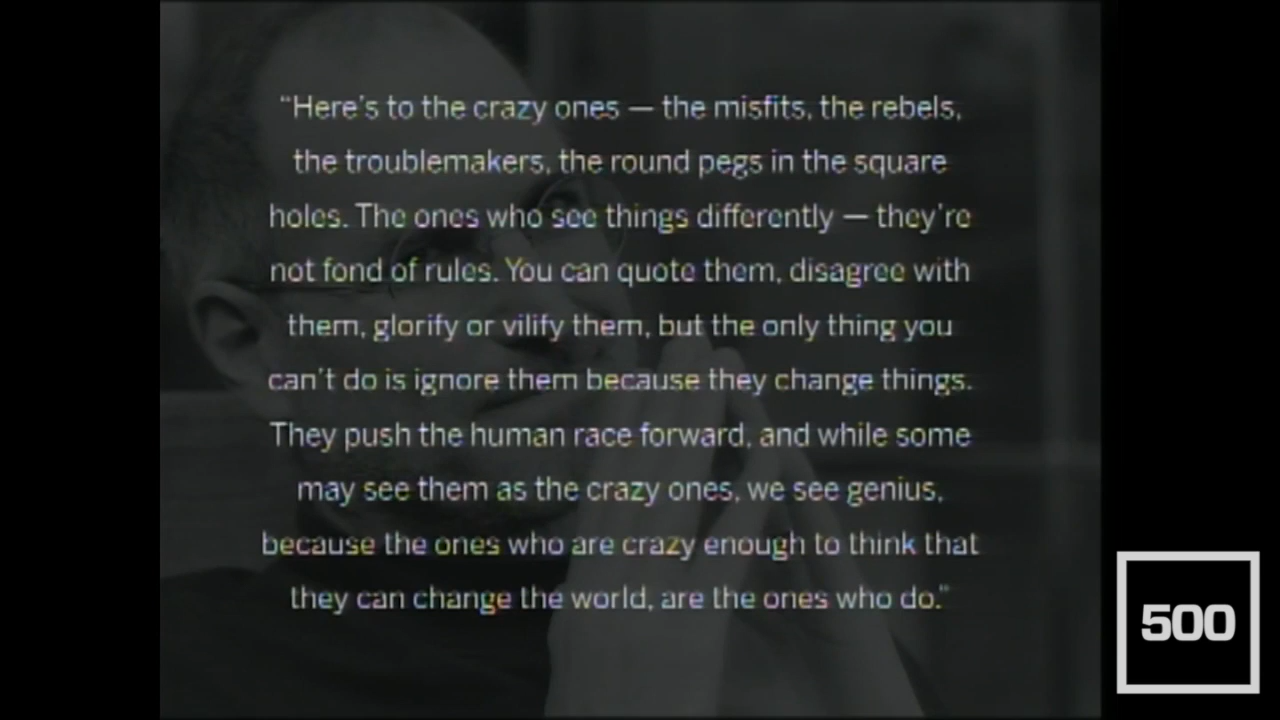 “Here’s to the crazy ones — the misfits, the rebels,
the troublemakers, the round pegs in the square
holes. The ones who see things differently — they’re
not fond of rules. You can quote them, disagree with
them, glorify or vilify them, but the only thing you
can’t do is ignore them because they change things.
They push the human race forward, and while some
may see them as the crazy ones, we see genius,
because the ones who are crazy enough to think that
they can change the world, are the ones who do.”
500